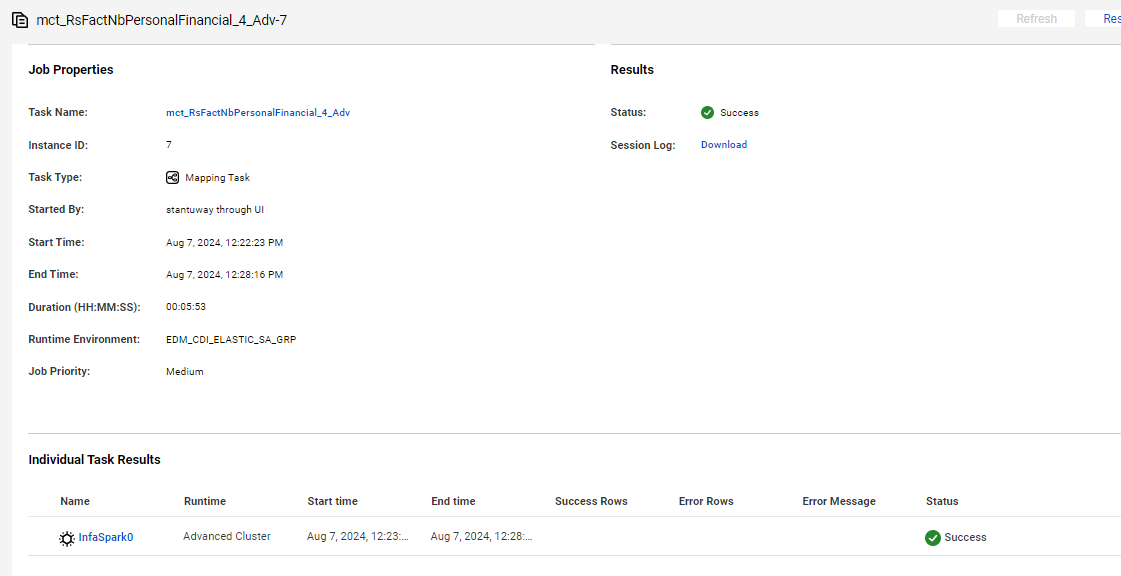 mct_RsFactNbPersonalFinancial_4_Adv-7
Refresh
Res
Job Properties
Task Name: mct_RsFactNbPersonalFinancial_4_Adv
Instance ID: 7
Task Type: Mapping Task
Started By: stantuway through UI
Start Time: Aug 7, 2024, 12:22:23 PM
End Time: Aug 7, 2024, 12:28:16 PM
Duration (HH:MM:SS): 00:05:53
Runtime Environment: EDM_CDI_ELASTIC_SA_GRP
Job Priority: Medium
Results
Status: Success
Session Log: Download
Individual Task Results
Name Runtime Start time End time Success Rows Error Rows Error Message Status
InfaSpark0 Advanced Cluster Aug 7, 2024, 12:23:... Aug 7, 2024, 12:28:... Success